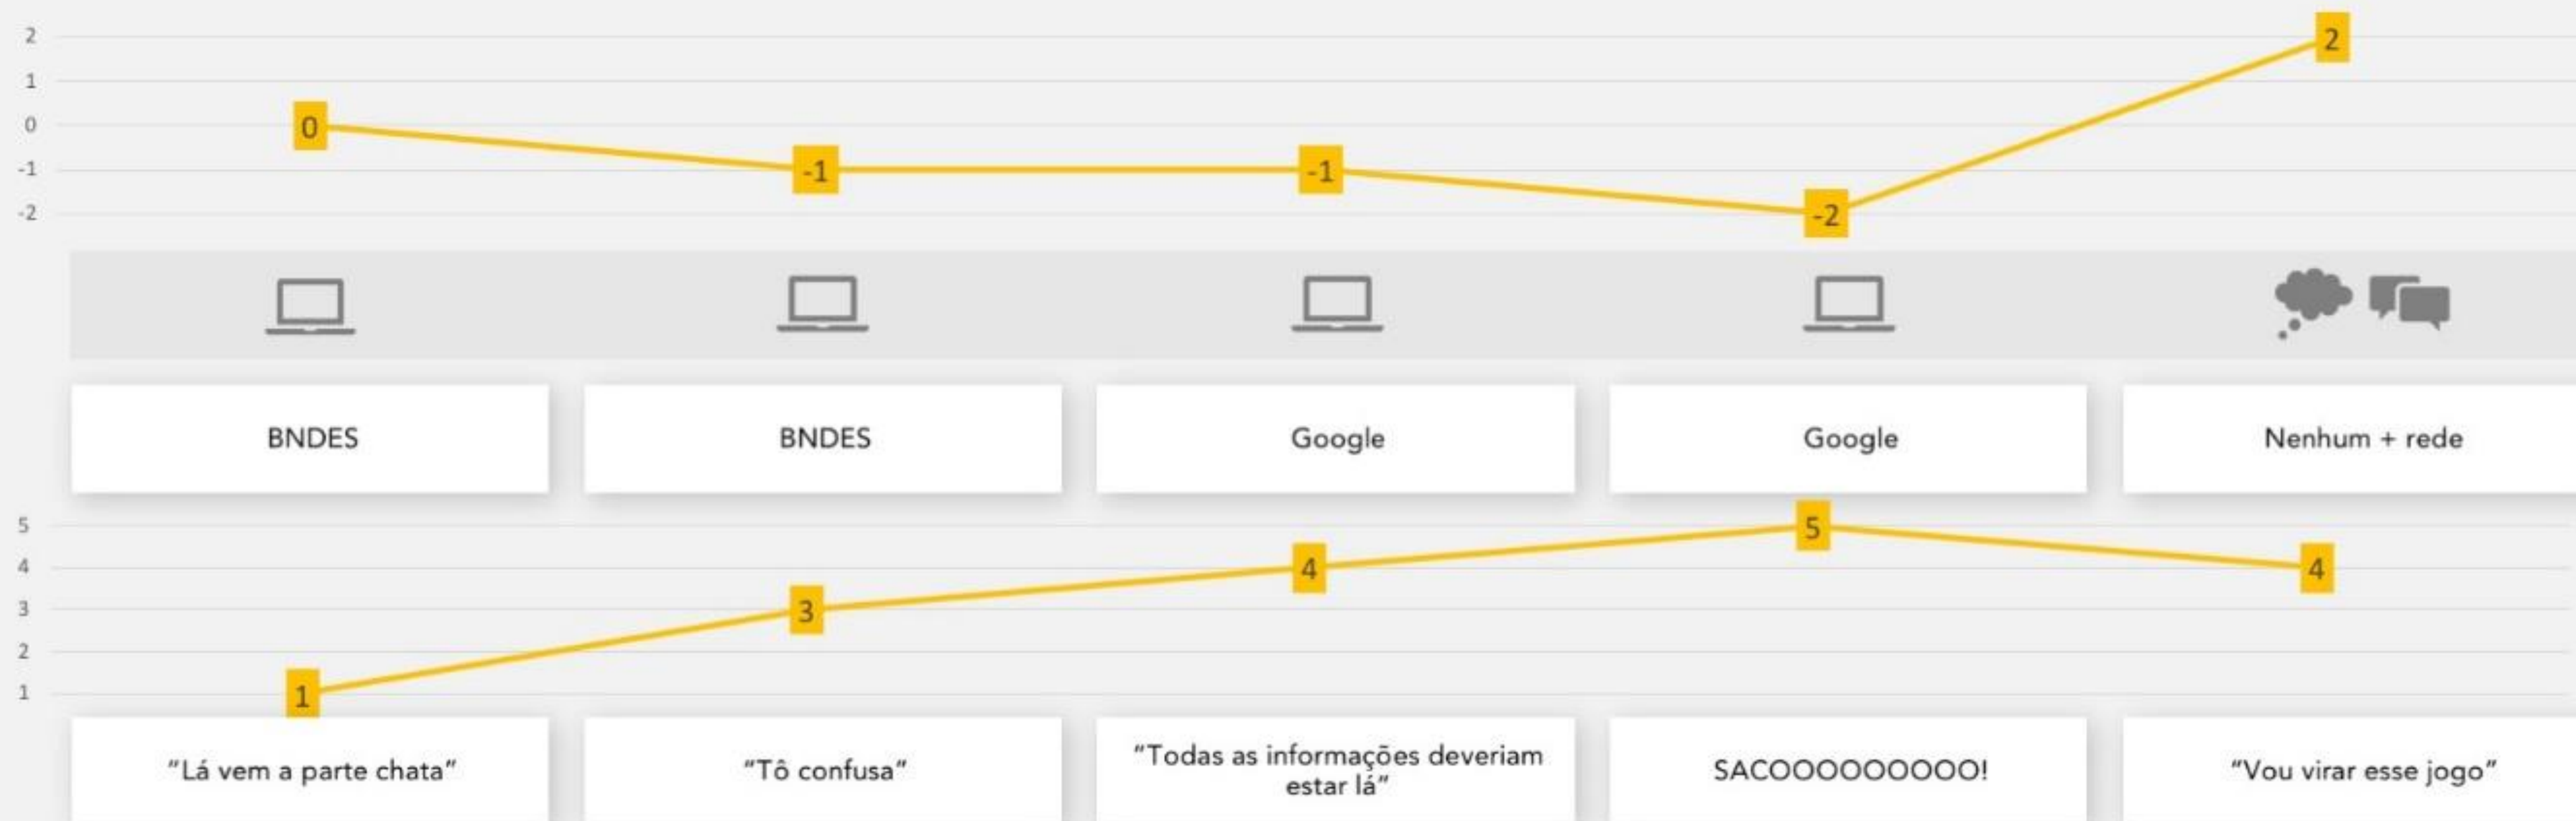 2
1
0
-1
-2
0
-1
-1
-2
2
BNDES
BNDES
Google
Google
Nenhum + rede
5
4
3
2
1
1
3
4
5
4
“Lá vem a parte chata”
“Tô confusa”
“Todas as informações deveriam
estar lá”
SACOOOOOOOOOO!
“Vou virar esse jogo”